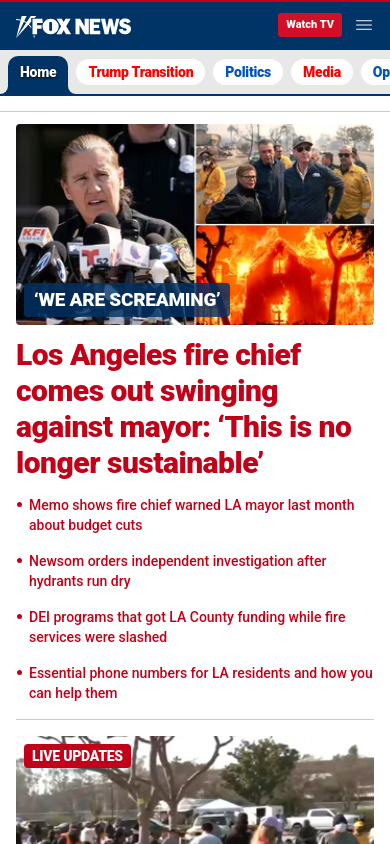 FOX NEWS
Watch TV
Home
Trump Transition
Politics
Media
Op
KFI
AM 640
52
‘WE ARE SCREAMING’
Los Angeles fire chief
comes out swinging
against mayor: ‘This is no
longer sustainable’
• Memo shows fire chief warned LA mayor last month
about budget cuts
• Newsom orders independent investigation after
hydrants run dry
• DEI programs that got LA County funding while fire
services were slashed
• Essential phone numbers for LA residents and how you
can help them
LIVE UPDATES